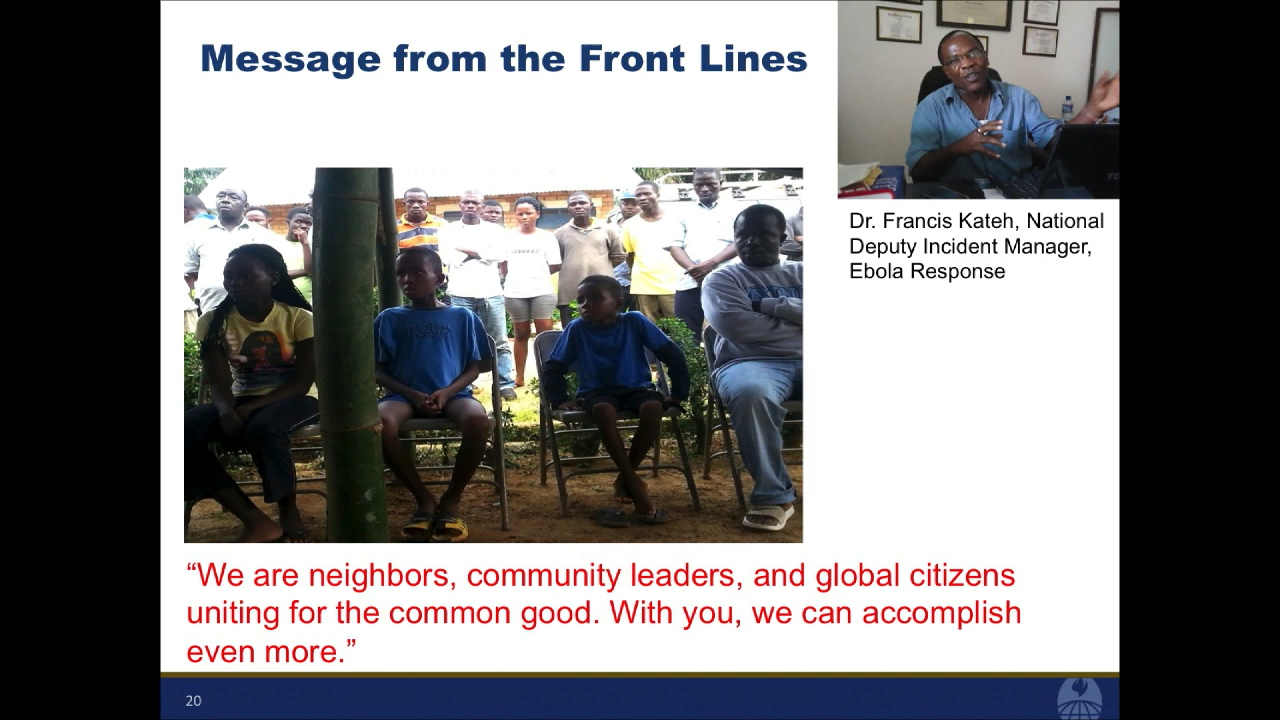 Message from the Front Lines
Dr. Francis Kateh, National
Deputy Incident Manager,
Ebola Response
“We are neighbors, community leaders, and global citizens
uniting for the common good. With you, we can accomplish
even more.”
20